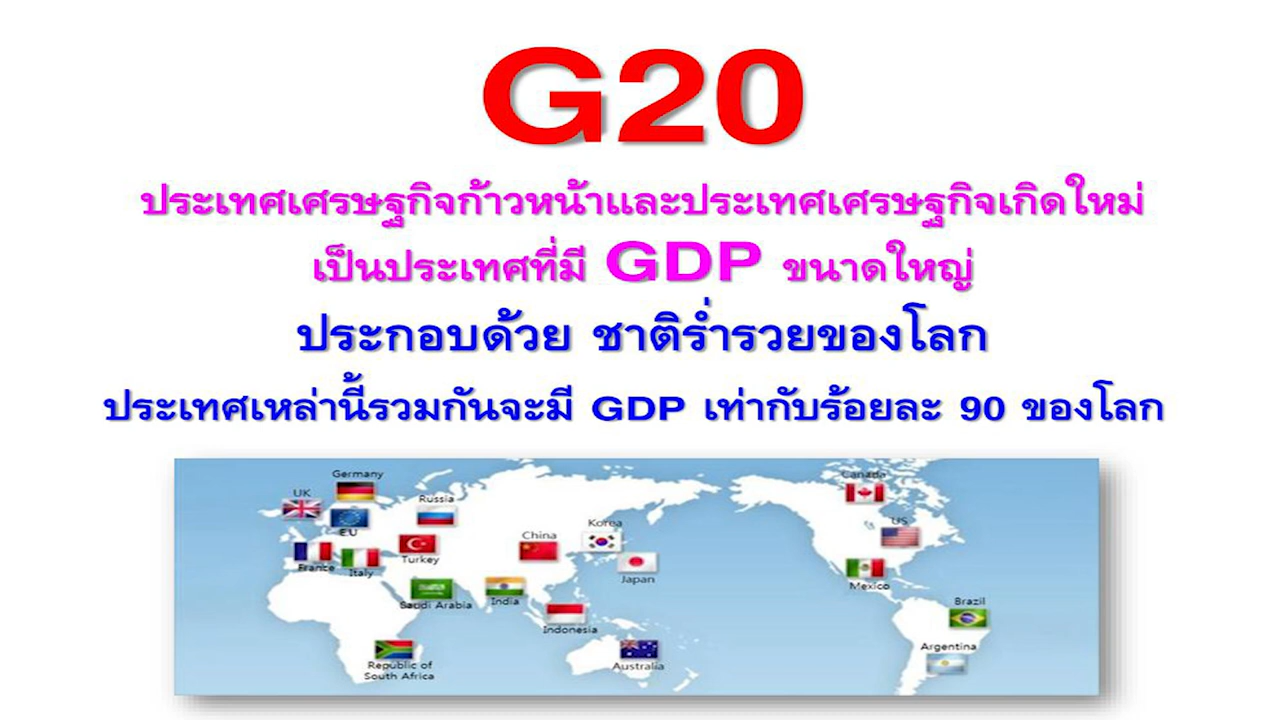 G20
ประเทศเศรษฐกิจก้าวหน้าและประเทศเศรษฐกิจเกิดใหม่
เป็นประเทศที่มี GDP ขนาดใหญ่
ประกอบด้วย ชาติร่ำรวยของโลก
ประเทศเหล่านี้รวมกันจะมี GDP เท่ากับร้อยละ 90 ของโลก
Germany
Canada
UK
Russia
US
Korea
EU
China
Turkey
France
Italy
Japan
Mexico
Saudi Arabia
India
Brazil
Indonesia
Argentina
Republic of
South Africa
Australia